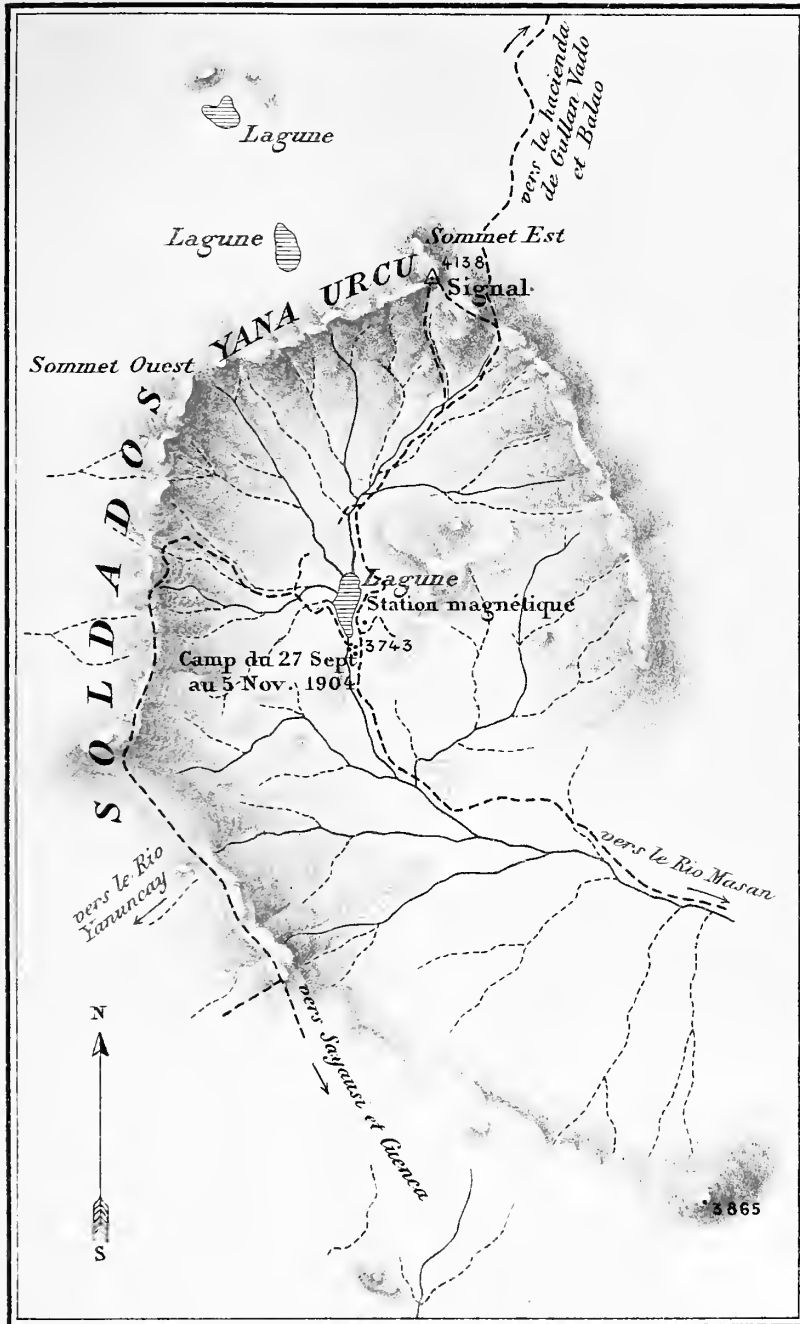 vers la hacienda
de Gullan Vado
et Balao
Lagune
Lagune
Sommet Est
4138
Signal
YANA URCU
Sommet Ouest
SOLDADOS
Lagune
Station magnétique
3743
Camp du 27 Sept
au 5 Nov. 1904
vers le Rio Masan
vers le Rio
Yanuncay
vers Sayausi et Cuenca
N
S
3865